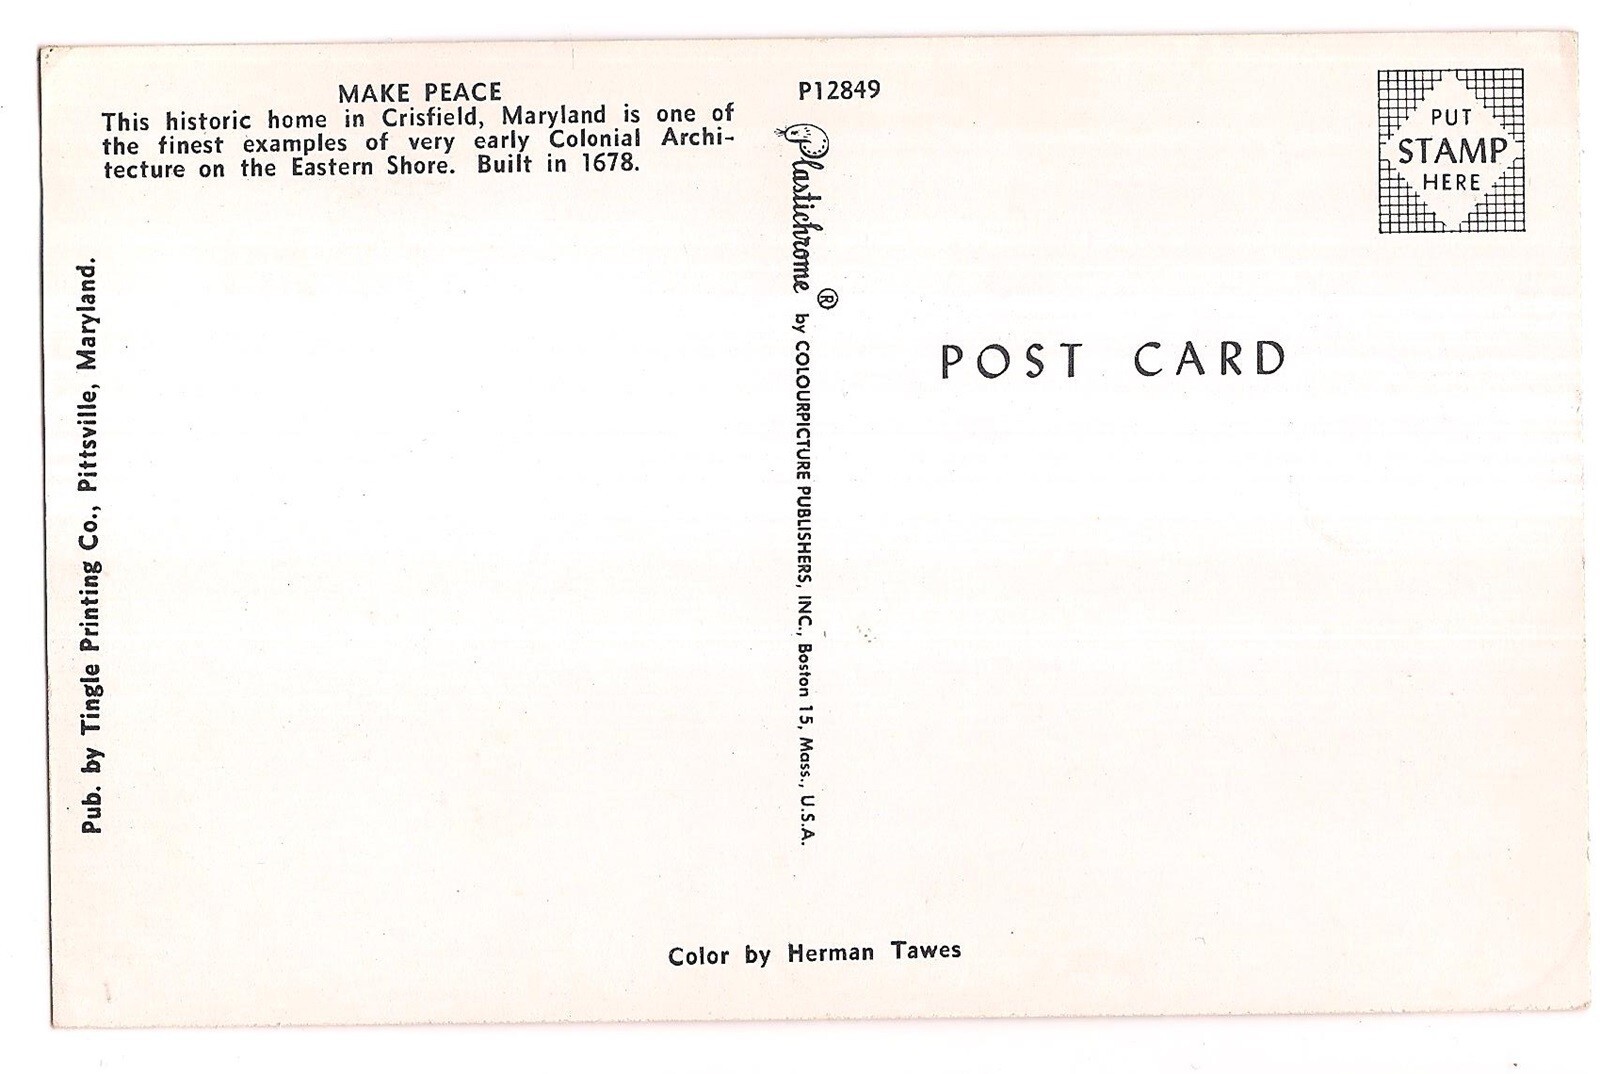 MAKE PEACE
This historic home in Crisfield, Maryland is one of
the finest examples of very early Colonial Archi-
tecture on the Eastern Shore. Built in 1678.
P12849
PUT
STAMP
HERE
Pub. by Tingle Printing Co., Pittsville, Maryland.
Plastichrome ® by COLOURPICTURE PUBLISHERS, INC., Boston 15, Mass., U.S.A.
POST CARD
Color by Herman Tawes